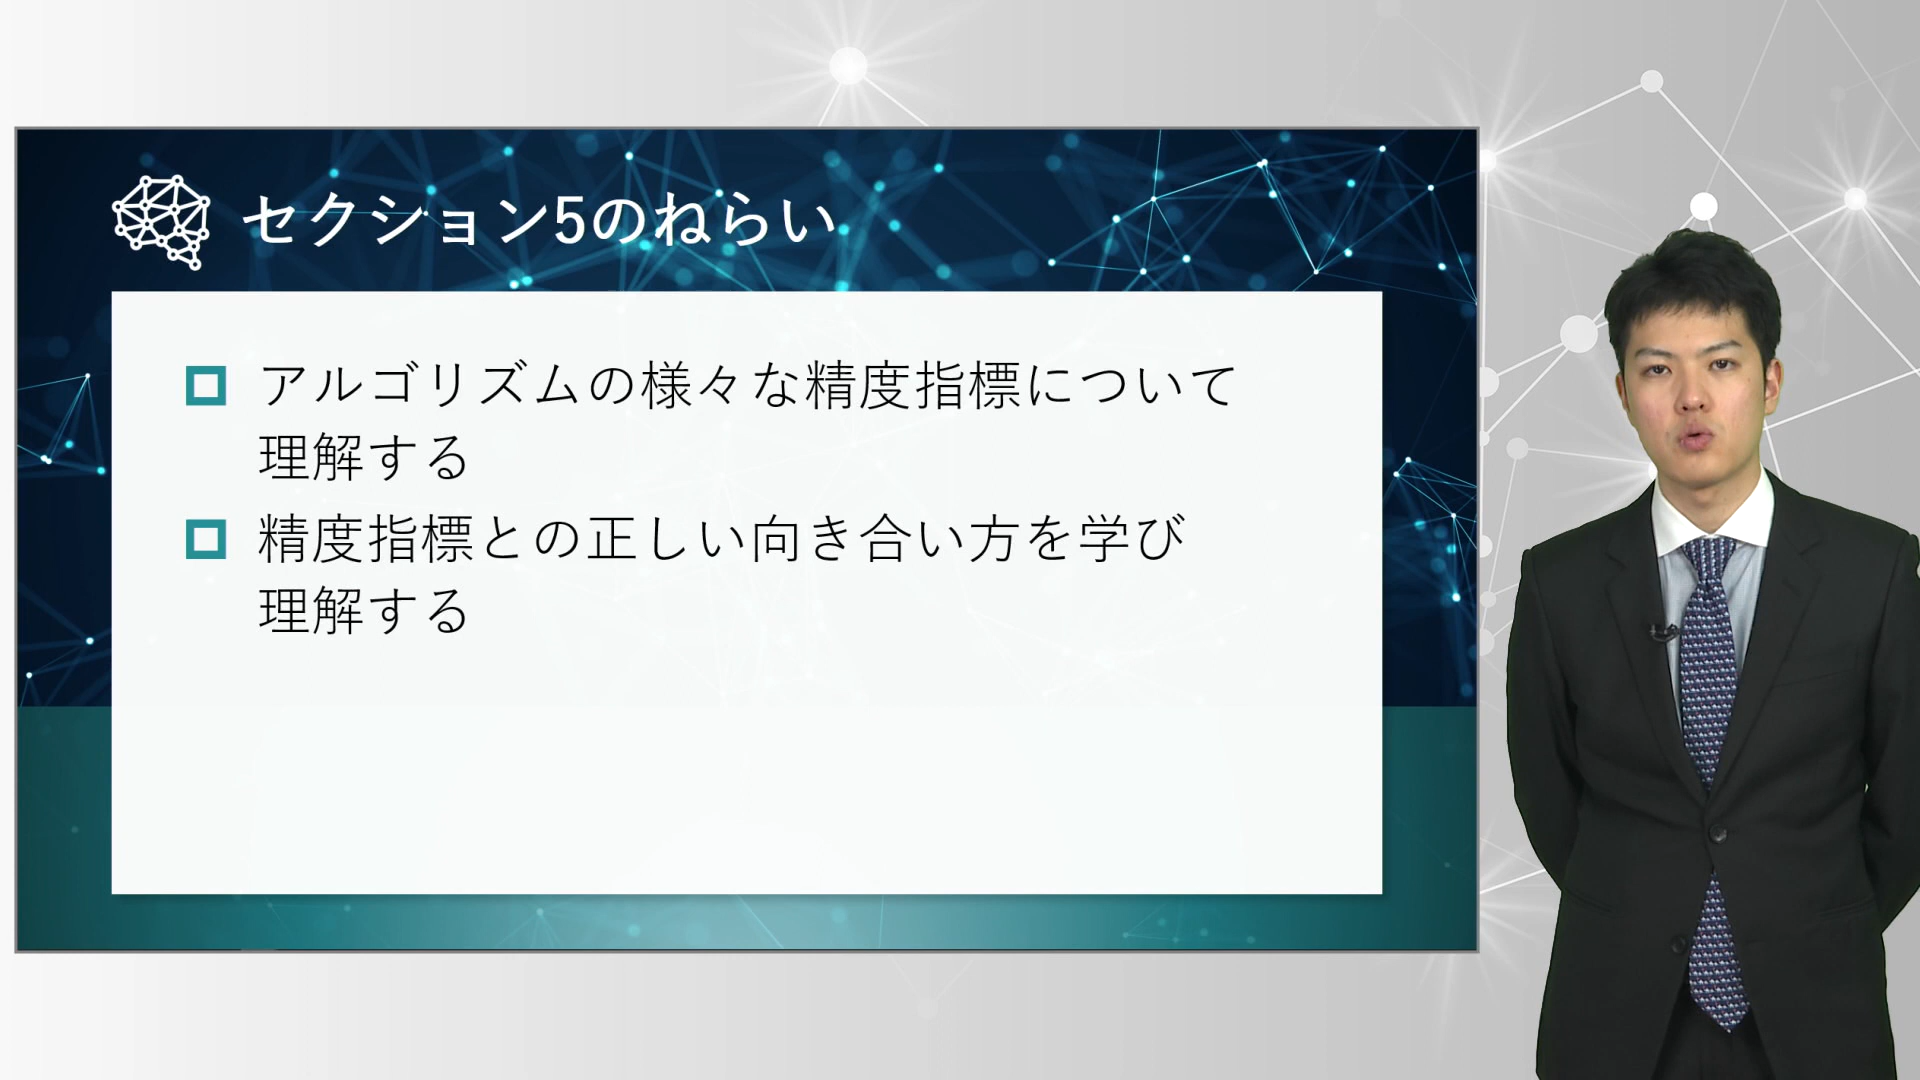 セクション5のねらい
アルゴリズムの様々な精度指標について
理解する
精度指標との正しい向き合い方を学び
理解する